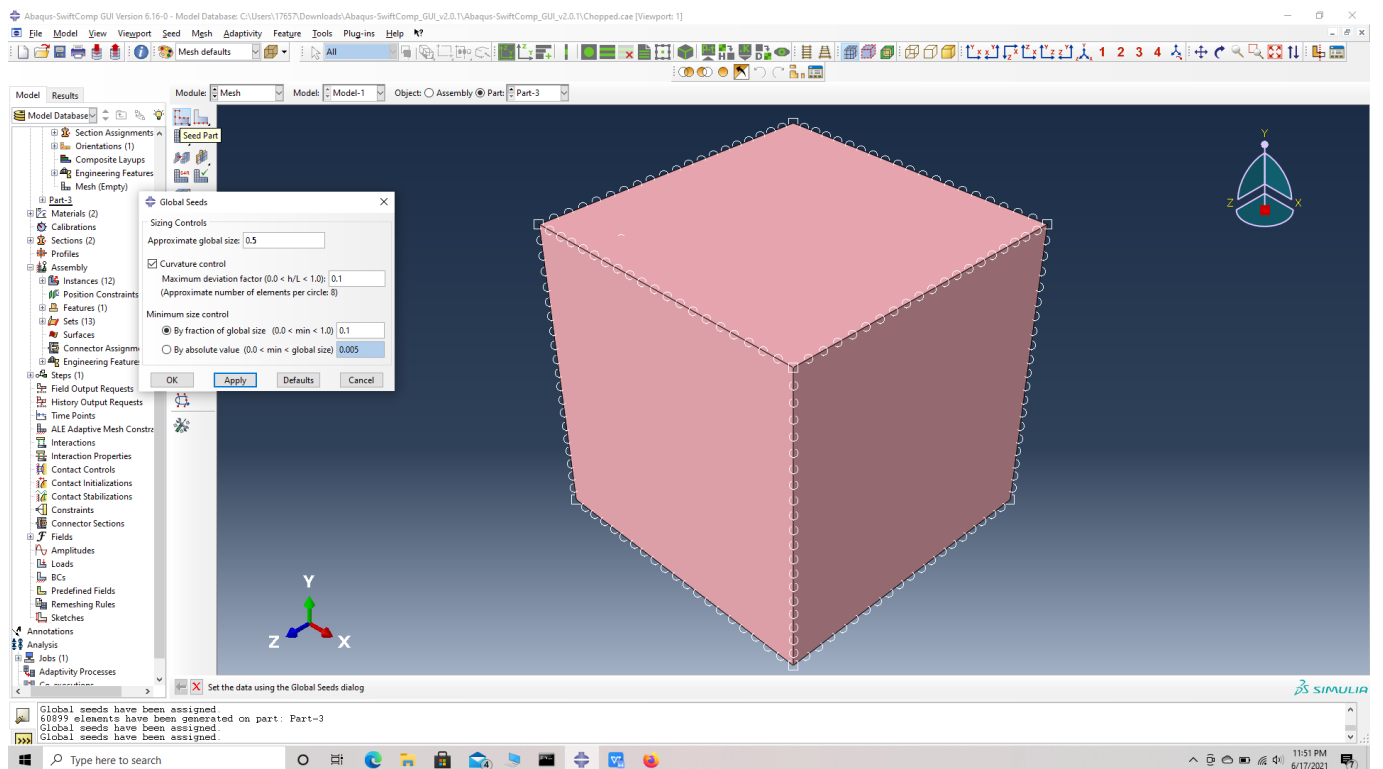 Abaqus-SwiftComp GUI Version 6.16-0 - Model Database: C:\Users\17657\Downloads\Abaqus-SwiftComp_GUI_v2.0.1\Abaqus-SwiftComp_GUI_v2.0.1\Chopped.cae [Viewport: 1]
File Model View Viewport Seed Mesh Adaptivity Feature Tools Plug-ins Help
Mesh defaults All 1 2 3 4
Model Results Module: Mesh Model: Model-1 Object: Assembly Part: Part-3
Model Database
Section Assignments
Seed Part
Orientations (1)
Composite Layups
Engineering Features
Mesh (Empty)
Part-3
Materials (2)
Calibrations
Sections (2)
Profiles
Assembly
Instances (12)
Position Constraints
Features (1)
Sets (13)
Surfaces
Connector Assignm
Engineering Feature
Steps (1)
Field Output Requests
History Output Requests
Time Points
ALE Adaptive Mesh Constra
Interactions
Interaction Properties
Contact Controls
Contact Initializations
Contact Stabilizations
Constraints
Connector Sections
Fields
Amplitudes
Loads
BCs
Predefined Fields
Remeshing Rules
Sketches
Annotations
Analysis
Jobs (1)
Adaptivity Processes
Global Seeds
Sizing Controls
Approximate global size: 0.5
Curvature control
Maximum deviation factor (0.0 < h/L < 1.0): 0.1
(Approximate number of elements per circle: 8)
Minimum size control
By fraction of global size (0.0 < min < 1.0) 0.1
By absolute value (0.0 < min < global size) 0.005
OK Apply Defaults Cancel
Y
Z X
Y
Z X
Set the data using the Global Seeds dialog
SIMULIA
Global seeds have been assigned.
60899 elements have been generated on part: Part-3
Global seeds have been assigned.
Global seeds have been assigned.
Type here to search
11:51 PM
6/17/2021